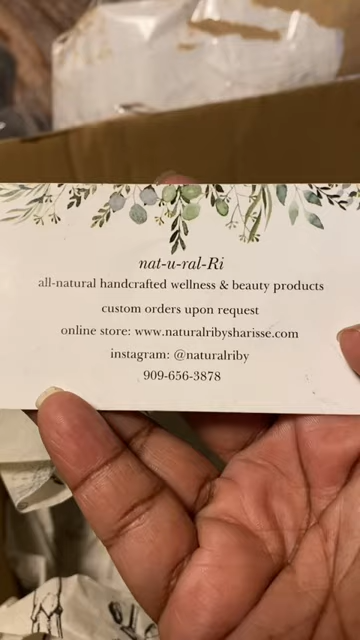 nat-u-ral-Ri
all-natural handcrafted wellness & beauty products
custom orders upon request
online store: www.naturalribysharisse.com
instagram: @naturalriby
909-656-3878